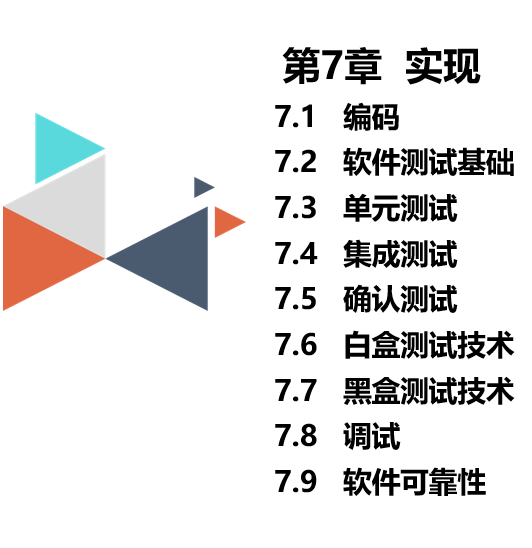 第7章 实现
7.1 编码
7.2 软件测试基础
7.3 单元测试
7.4 集成测试
7.5 确认测试
7.6 白盒测试技术
7.7 黑盒测试技术
7.8 调试
7.9 软件可靠性